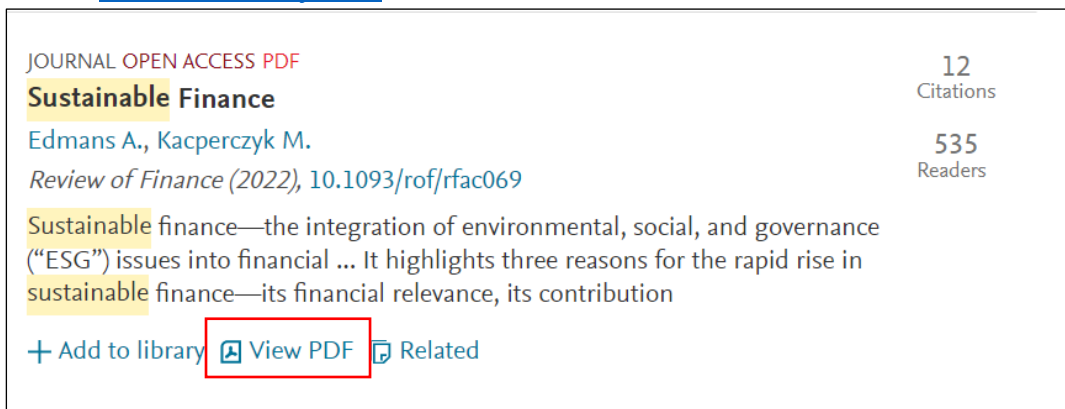 JOURNAL OPEN ACCESS PDF
Sustainable Finance
Edmans A., Kacperczyk M.
Review of Finance (2022), 10.1093/rof/rfac069
Sustainable finance—the integration of environmental, social, and governance
(“ESG”) issues into financial ... It highlights three reasons for the rapid rise in
sustainable finance—its financial relevance, its contribution
+ Add to library View PDF Related
12
Citations
535
Readers